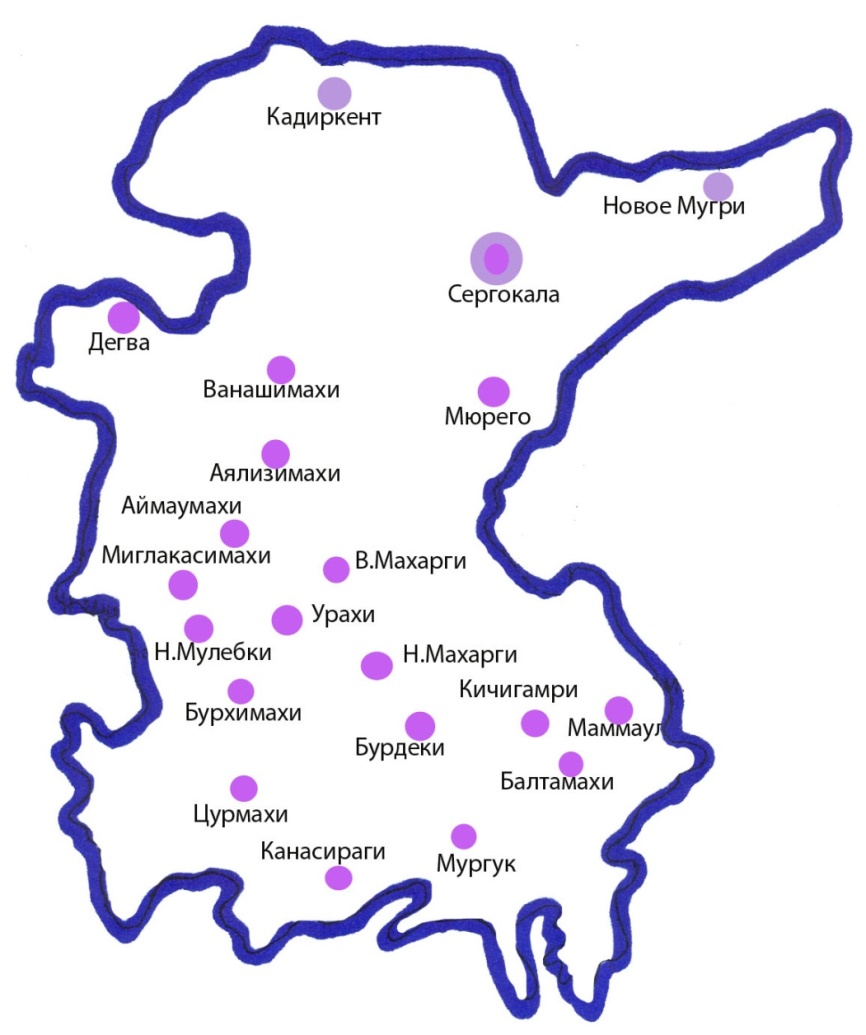 Кадиркент
Новое Мугри
Сергокала
Дегва
Ванашимахи
Мюрего
Аялизимахи
Аймаумахи
Миглакасимахи
В.Махарги
Урахи
Н.Мулебки
Н.Махарги
Кичигамри
Бурхимахи
Маммаул
Бурдеки
Балтамахи
Цурмахи
Канасираги
Мургук